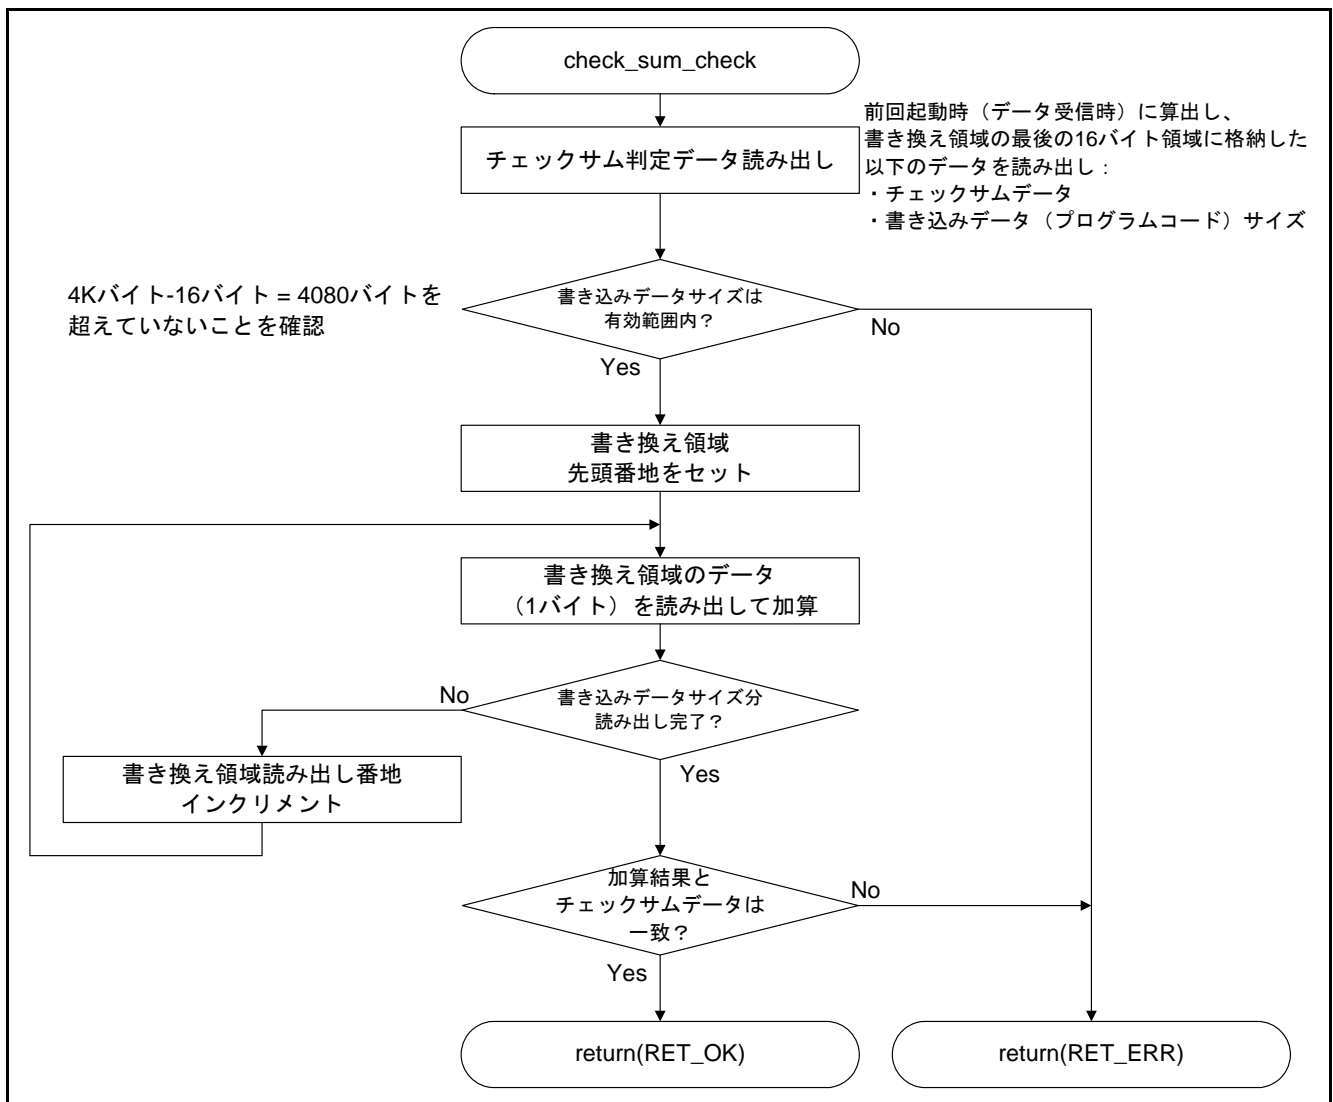 check_sum_check
チェックサム判定データ読み出し
前回起動時（データ受信時）に算出し、
書き換え領域の最後の16バイト領域に格納した
以下のデータを読み出し：
・チェックサムデータ
・書き込みデータ（プログラムコード）サイズ
4Kバイト-16バイト = 4080バイトを
超えていないことを確認
書き込みデータサイズは
有効範囲内？
No
Yes
書き換え領域
先頭番地をセット
書き換え領域のデータ
（1バイト）を読み出して加算
書き込みデータサイズ分
読み出し完了？
No
Yes
書き換え領域読み出し番地
インクリメント
加算結果と
チェックサムデータは
一致？
No
Yes
return(RET_OK)
return(RET_ERR)